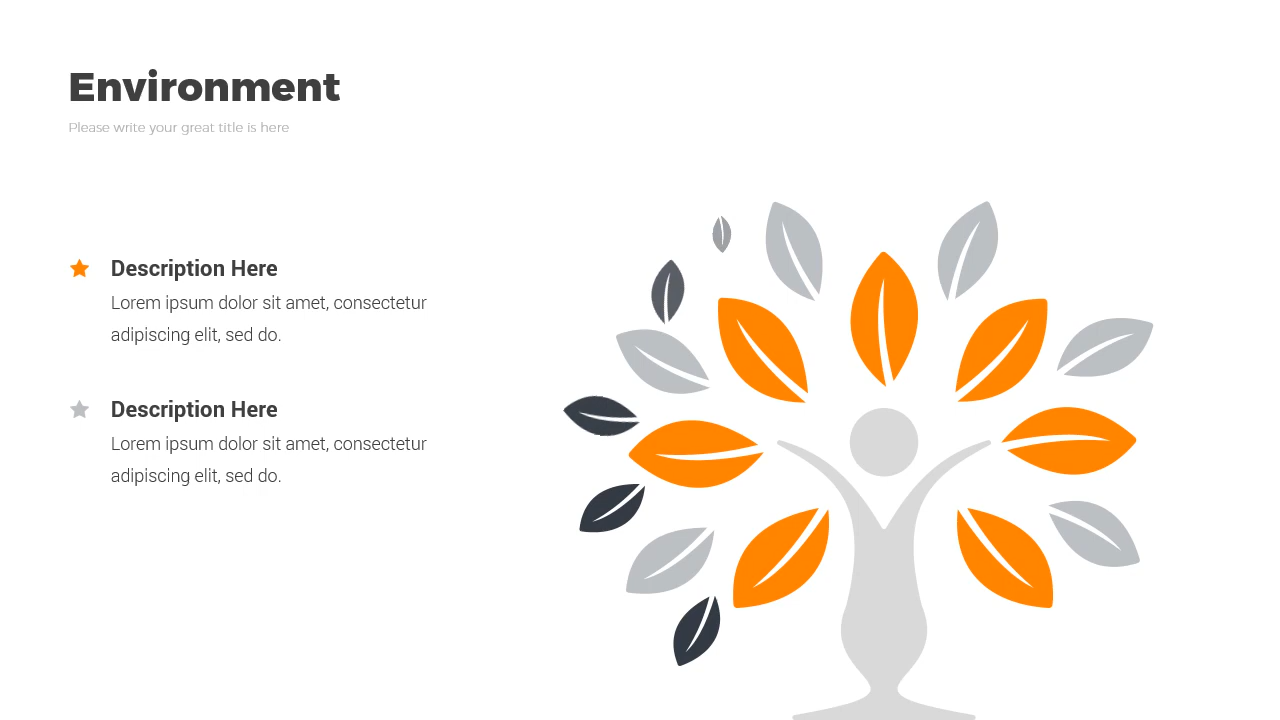 Environment
Please write your great title is here
Description Here
Lorem ipsum dolor sit amet, consectetur
adipiscing elit, sed do.
Description Here
Lorem ipsum dolor sit amet, consectetur
adipiscing elit, sed do.